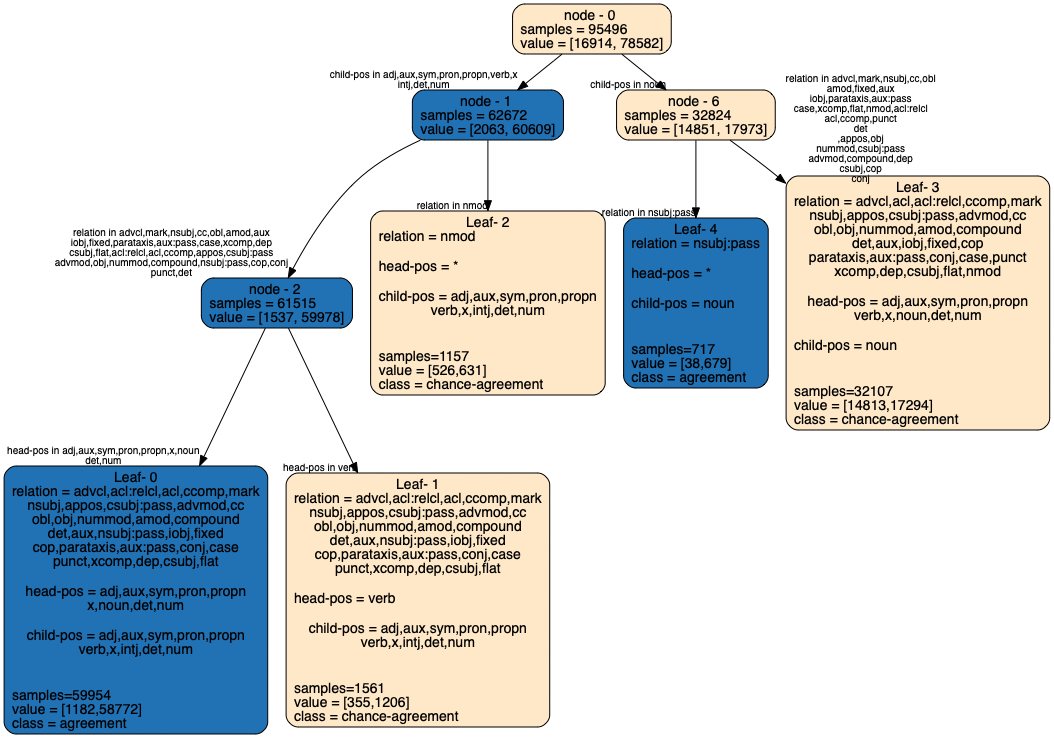 node - 0
samples = 95496
value = [16914, 78582]
child-pos in adj,aux,sym,pron,propn,verb,x
intj,det,num
child-pos in noun
relation in advcl,mark,nsubj,cc,obl
amod,fixed,aux
iobj,parataxis,aux:pass
case,xcomp,flat,nmod,acl:relcl
acl,ccomp,punct
det
,appos,obj
nummod,csubj:pass
advmod,compound,dep
csubj,cop
conj
node - 1
samples = 62672
value = [2063, 60609]
node - 6
samples = 32824
value = [14851, 17973]
relation in advcl,mark,nsubj,cc,obl,amod,aux
iobj,fixed,parataxis,aux:pass,case,xcomp,dep
csubj,flat,acl:relcl,acl,ccomp,appos,csubj:pass
advmod,obj,nummod,compound,nsubj:pass,cop,conj
punct,det
relation in nmod
relation in nsubj:pass
node - 2
samples = 61515
value = [1537, 59978]
Leaf- 2
relation = nmod
head-pos = *
child-pos = adj,aux,sym,pron,propn
verb,x,intj,det,num
samples=1157
value = [526,631]
class = chance-agreement
Leaf- 4
relation = nsubj:pass
head-pos = *
child-pos = noun
samples=717
value = [38,679]
class = agreement
Leaf- 3
relation = advcl,acl,acl:relcl,ccomp,mark
nsubj,appos,csubj:pass,advmod,cc
obl,obj,nummod,amod,compound
det,aux,iobj,fixed,cop
parataxis,aux:pass,conj,case,punct
xcomp,dep,csubj,flat,nmod
head-pos = adj,aux,sym,pron,propn
verb,x,noun,det,num
child-pos = noun
samples=32107
value = [14813,17294]
class = chance-agreement
head-pos in adj,aux,sym,pron,propn,x,noun
det,num
head-pos in verb
Leaf- 0
relation = advcl,acl:relcl,acl,ccomp,mark
nsubj,appos,csubj:pass,advmod,cc
obl,obj,nummod,amod,compound
det,aux,nsubj:pass,iobj,fixed
cop,parataxis,aux:pass,conj,case
punct,xcomp,dep,csubj,flat
head-pos = adj,aux,sym,pron,propn
x,noun,det,num
child-pos = adj,aux,sym,pron,propn
verb,x,intj,det,num
samples=59954
value = [1182,58772]
class = agreement
Leaf- 1
relation = advcl,acl:relcl,acl,ccomp,mark
nsubj,appos,csubj:pass,advmod,cc
obl,obj,nummod,amod,compound
det,aux,nsubj:pass,iobj,fixed
cop,parataxis,aux:pass,conj,case
punct,xcomp,dep,csubj,flat
head-pos = verb
child-pos = adj,aux,sym,pron,propn
verb,x,intj,det,num
samples=1561
value = [355,1206]
class = chance-agreement